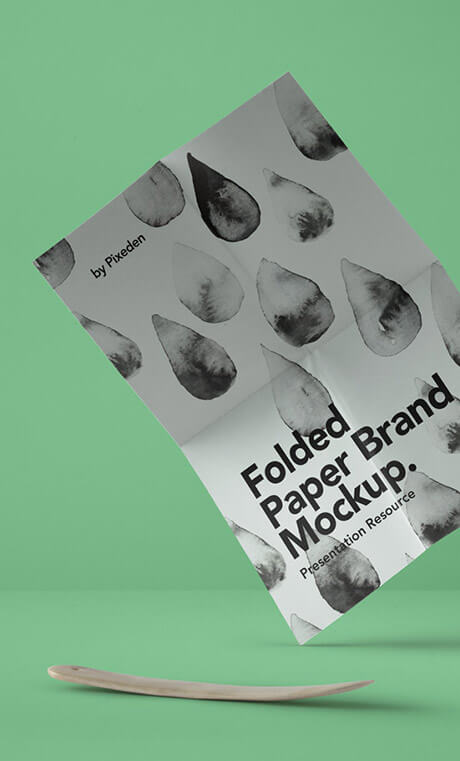 by Pixeden
Folded
Paper Brand
Mockup.
Presentation Resource